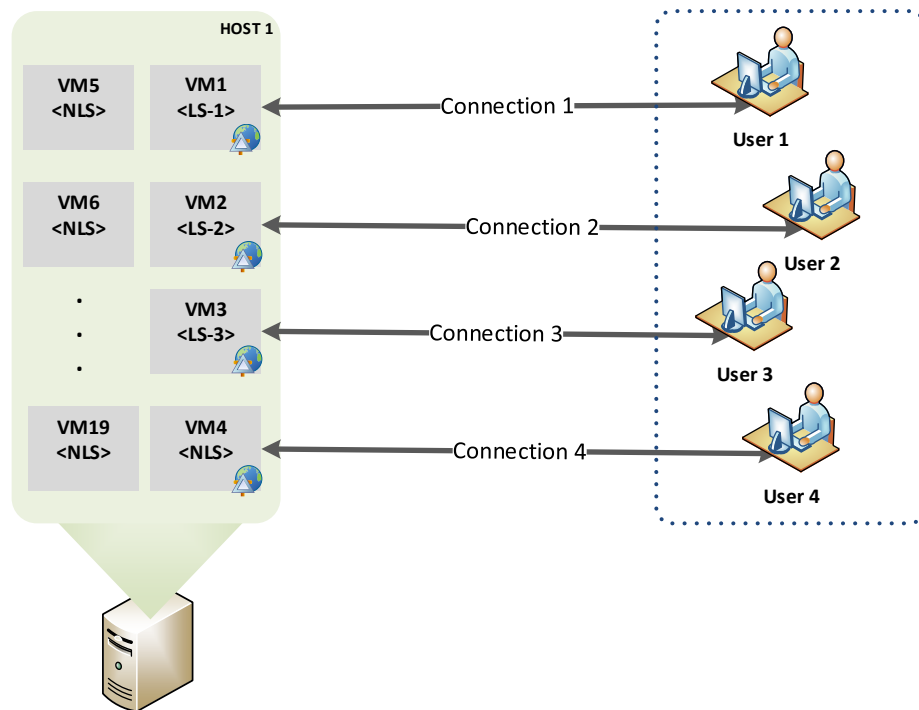 HOST 1
VM5
<NLS>
VM1
<LS-1>
Connection 1
User 1
VM6
<NLS>
VM2
<LS-2>
Connection 2
User 2
.
.
.
VM3
<LS-3>
Connection 3
User 3
VM19
<NLS>
VM4
<NLS>
Connection 4
User 4